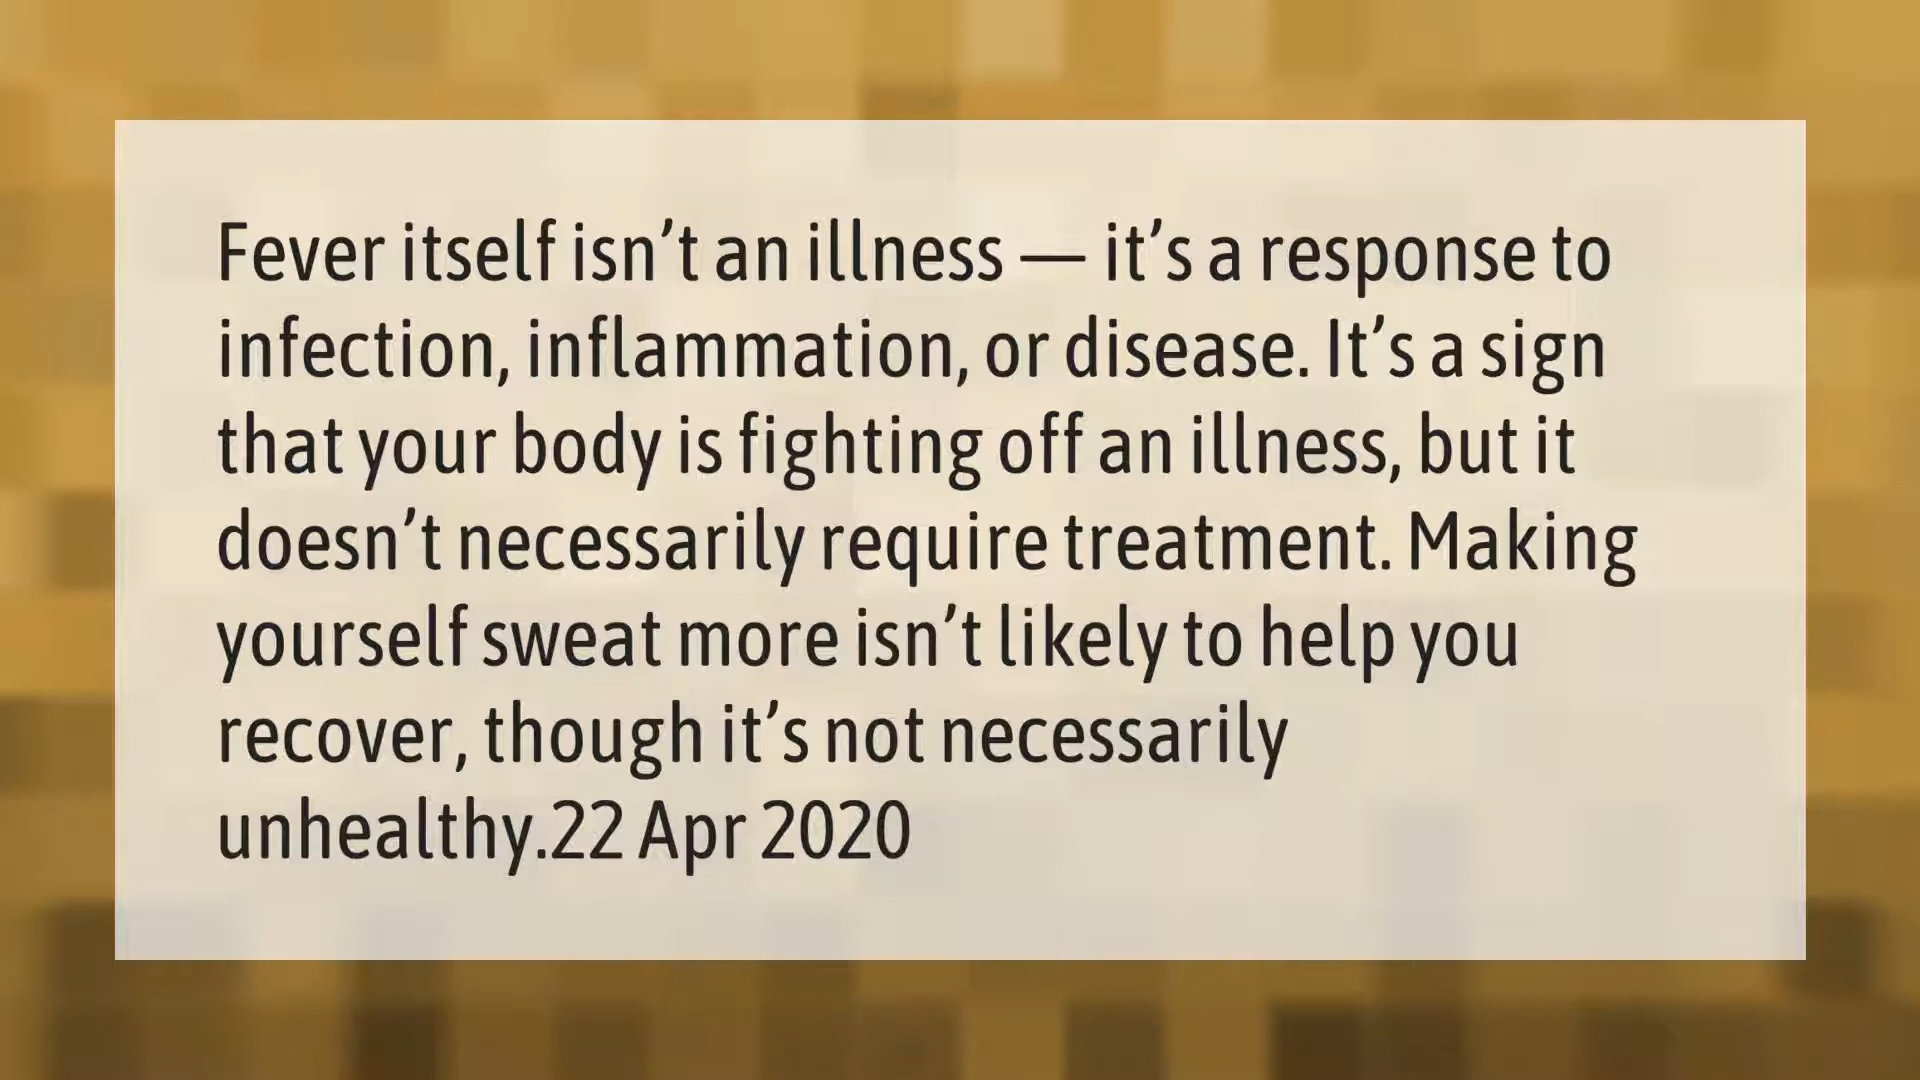 Fever itself isn’t an illness — it’s a response to
infection, inflammation, or disease. It’s a sign
that your body is fighting off an illness, but it
doesn’t necessarily require treatment. Making
yourself sweat more isn’t likely to help you
recover, though it’s not necessarily
unhealthy.22 Apr 2020